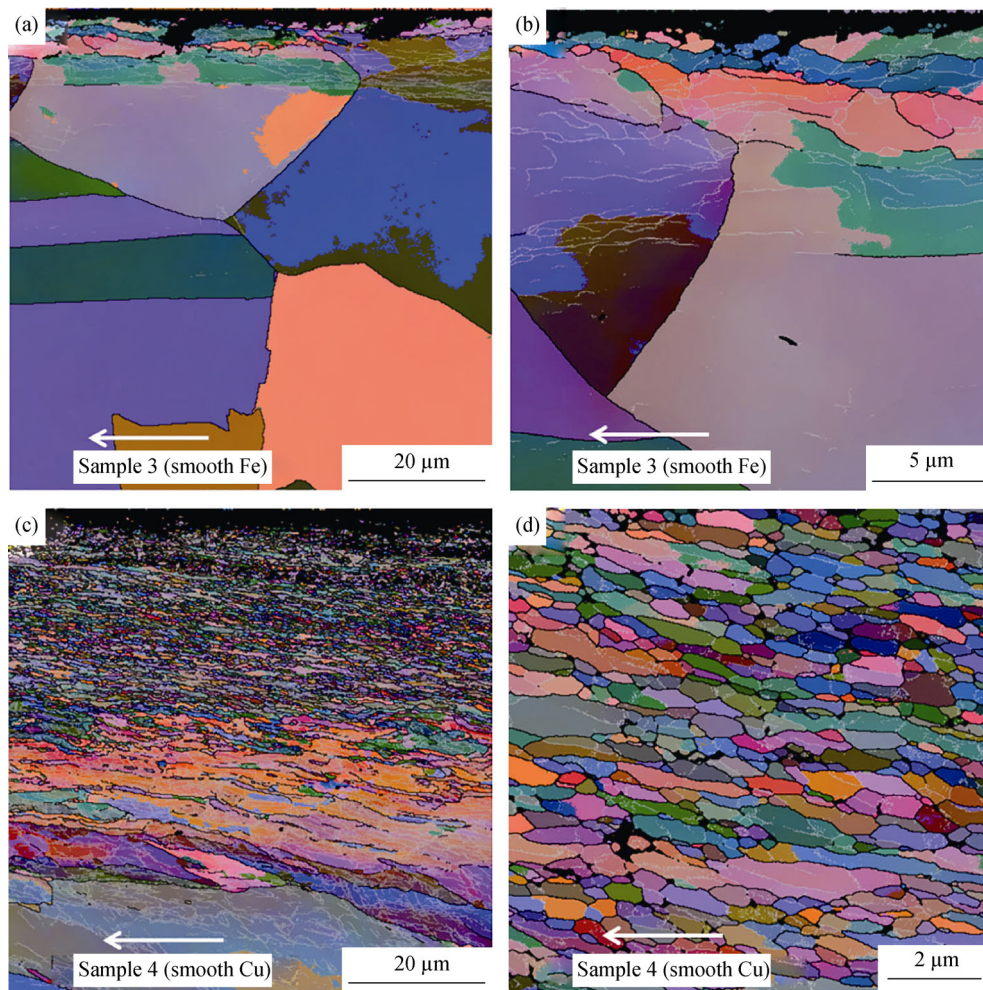 (a)
Sample 3 (smooth Fe)
20 µm
(b)
Sample 3 (smooth Fe)
5 µm
(c)
Sample 4 (smooth Cu)
20 µm
(d)
Sample 4 (smooth Cu)
2 µm